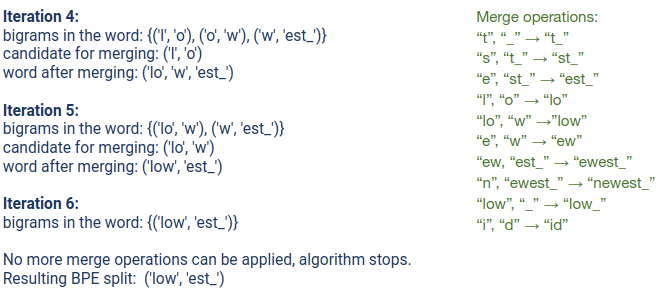 Iteration 4:
bigrams in the word: {('l', 'o'), ('o', 'w'), ('w', 'est_')}
candidate for merging: ('l', 'o')
word after merging: ('lo', 'w', 'est_')
Iteration 5:
bigrams in the word: {('lo', 'w'), ('w', 'est_')}
candidate for merging: ('lo', 'w')
word after merging: ('low', 'est_')
Iteration 6:
bigrams in the word: {('low', 'est_')}
No more merge operations can be applied, algorithm stops.
Resulting BPE split:  ('low', 'est_')
Merge operations:
“t”, “_” → “t_”
“s”, “t_” → “st_”
“e”, “st_” → “est_”
“l”, “o” → “lo”
“lo”, “w” →”low”
“e”, “w” → “ew”
“ew, “est_” → “ewest_”
“n”, “ewest_” → “newest_”
“low”, “_” → “low_”
“i”, “d” → “id”